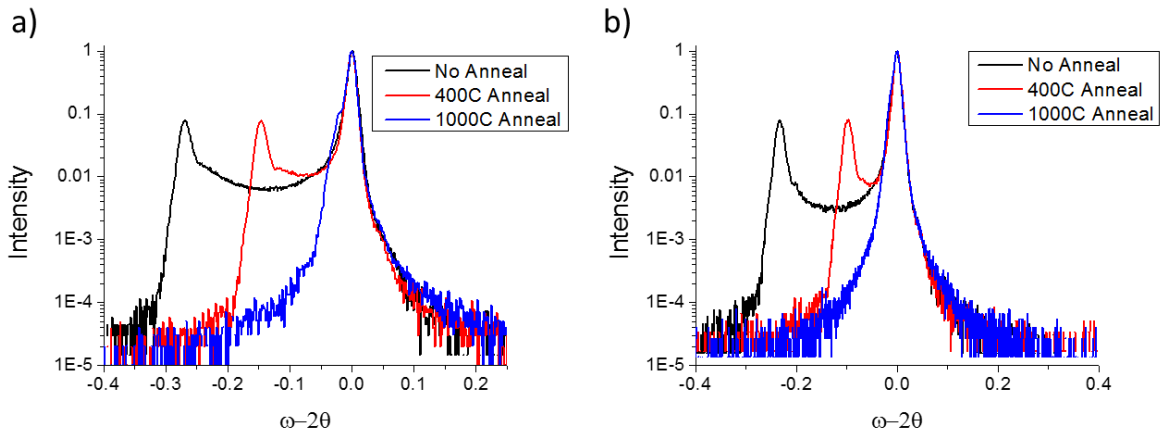 a)
1
0.1
0.01
1E-3
1E-4
1E-5
Intensity
No Anneal
400C Anneal
1000C Anneal
-0.4 -0.3 -0.2 -0.1 0.0 0.1 0.2
ω−2θ
b)
1
0.1
0.01
1E-3
1E-4
1E-5
Intensity
No Anneal
400C Anneal
1000C Anneal
-0.4 -0.2 0.0 0.2 0.4
ω−2θ